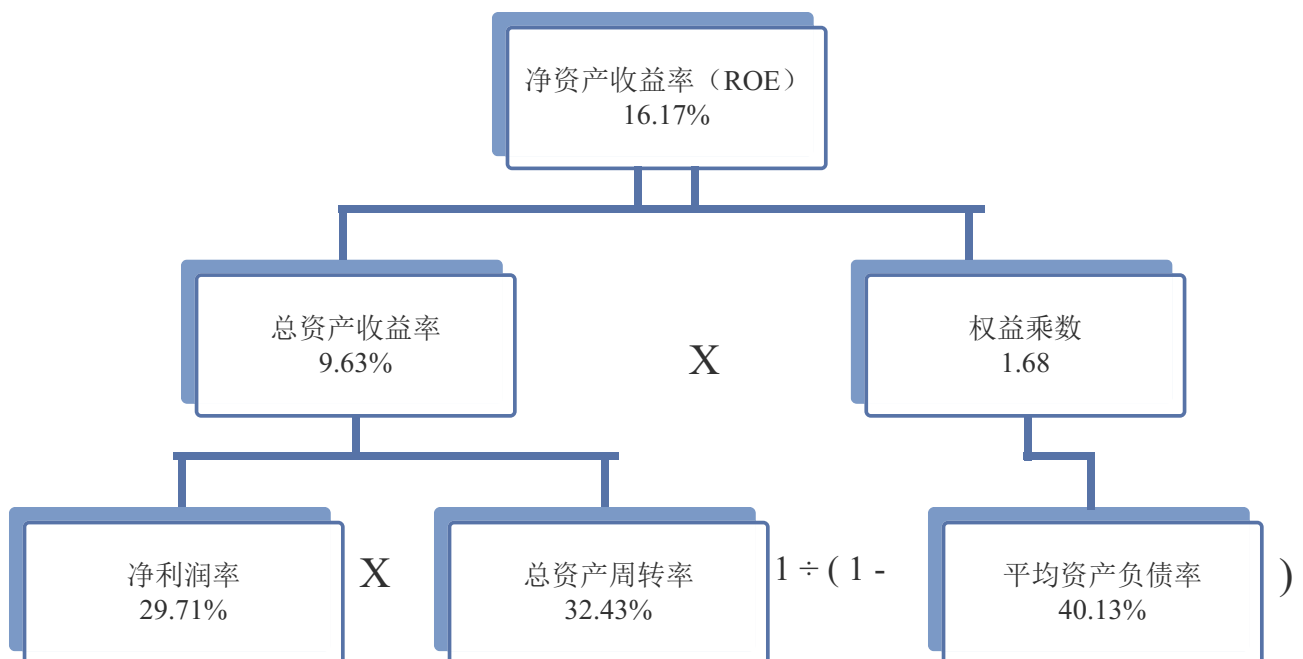 净资产收益率（ROE）
16.17%
总资产收益率
9.63%
X
权益乘数
1.68
净利润率
29.71%
X
总资产周转率
32.43%
1 ÷ ( 1 -
平均资产负债率
40.13%
)